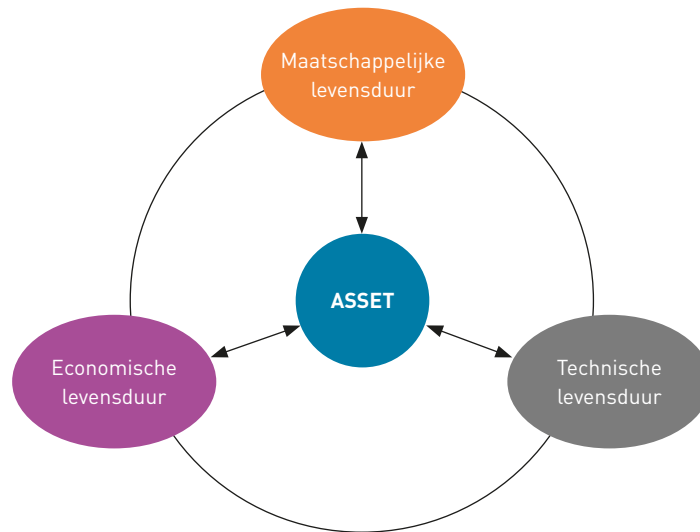 Maatschappelijke
levensduur
ASSET
Economische
levensduur
Technische
levensduur